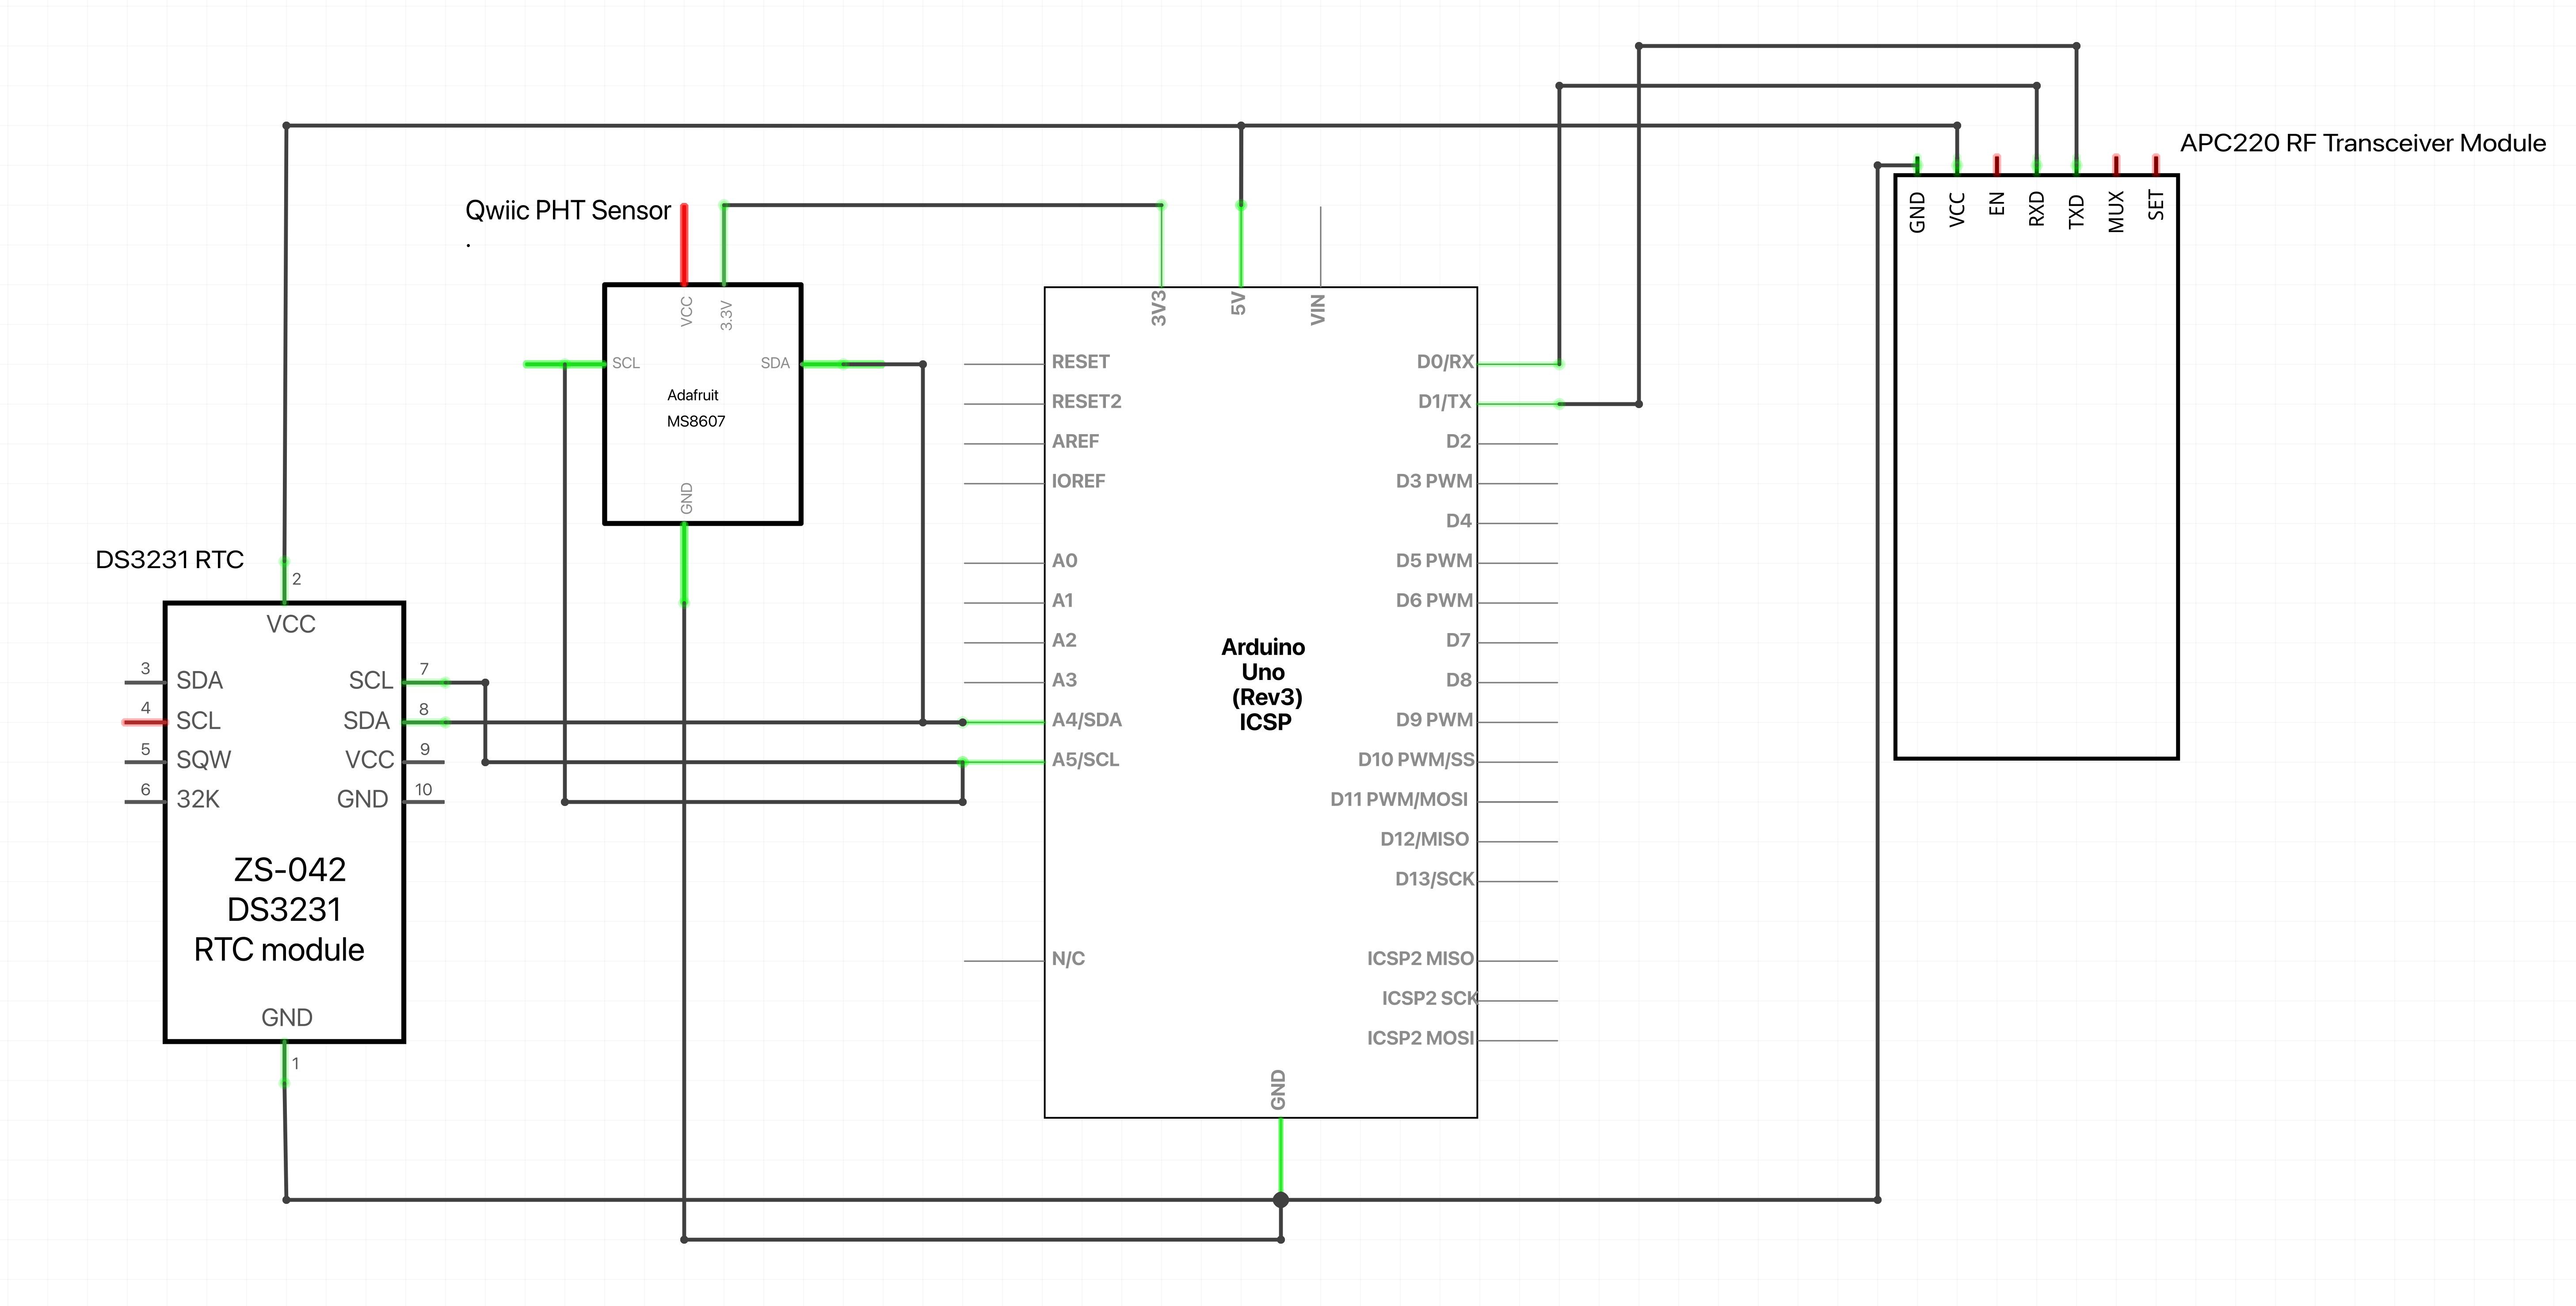 APC220 RF Transceiver Module
GND
VCC
EN
RXD
TXD
MUX
SET
Qwiic PHT Sensor
.
VCC
3.3V
SCL
SDA
Adafruit
MS8607
GND
3V3
5V
VIN
RESET
RESET2
AREF
IOREF
A0
A1
A2
A3
A4/SDA
A5/SCL
N/C
Arduino
Uno
(Rev3)
ICSP
D0/RX
D1/TX
D2
D3 PWM
D4
D5 PWM
D6 PWM
D7
D8
D9 PWM
D10 PWM/SS
D11 PWM/MOSI
D12/MISO
D13/SCK
ICSP2 MISO
ICSP2 SCK
ICSP2 MOSI
GND
DS3231 RTC
2
VCC
3 SDA
4 SCL
5 SQW
6 32K
SCL 7
SDA 8
VCC 9
GND 10
ZS-042
DS3231
RTC module
GND
1